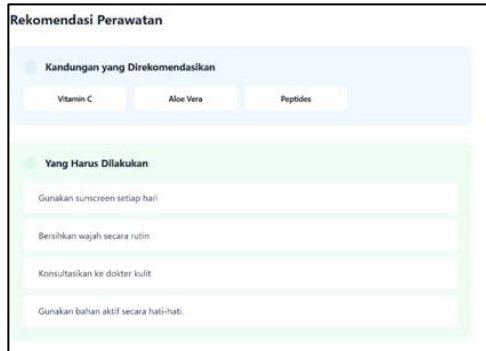 Rekomendasi Perawatan
Kandungan yang Direkomendasikan
Vitamin C
Aloe Vera
Peptides
Yang Harus Dilakukan
Gunakan sunscreen setiap hari
Bersihkan wajah secara rutin
Konsultasikan ke dokter kulit
Gunakan bahan aktif secara hati-hati.